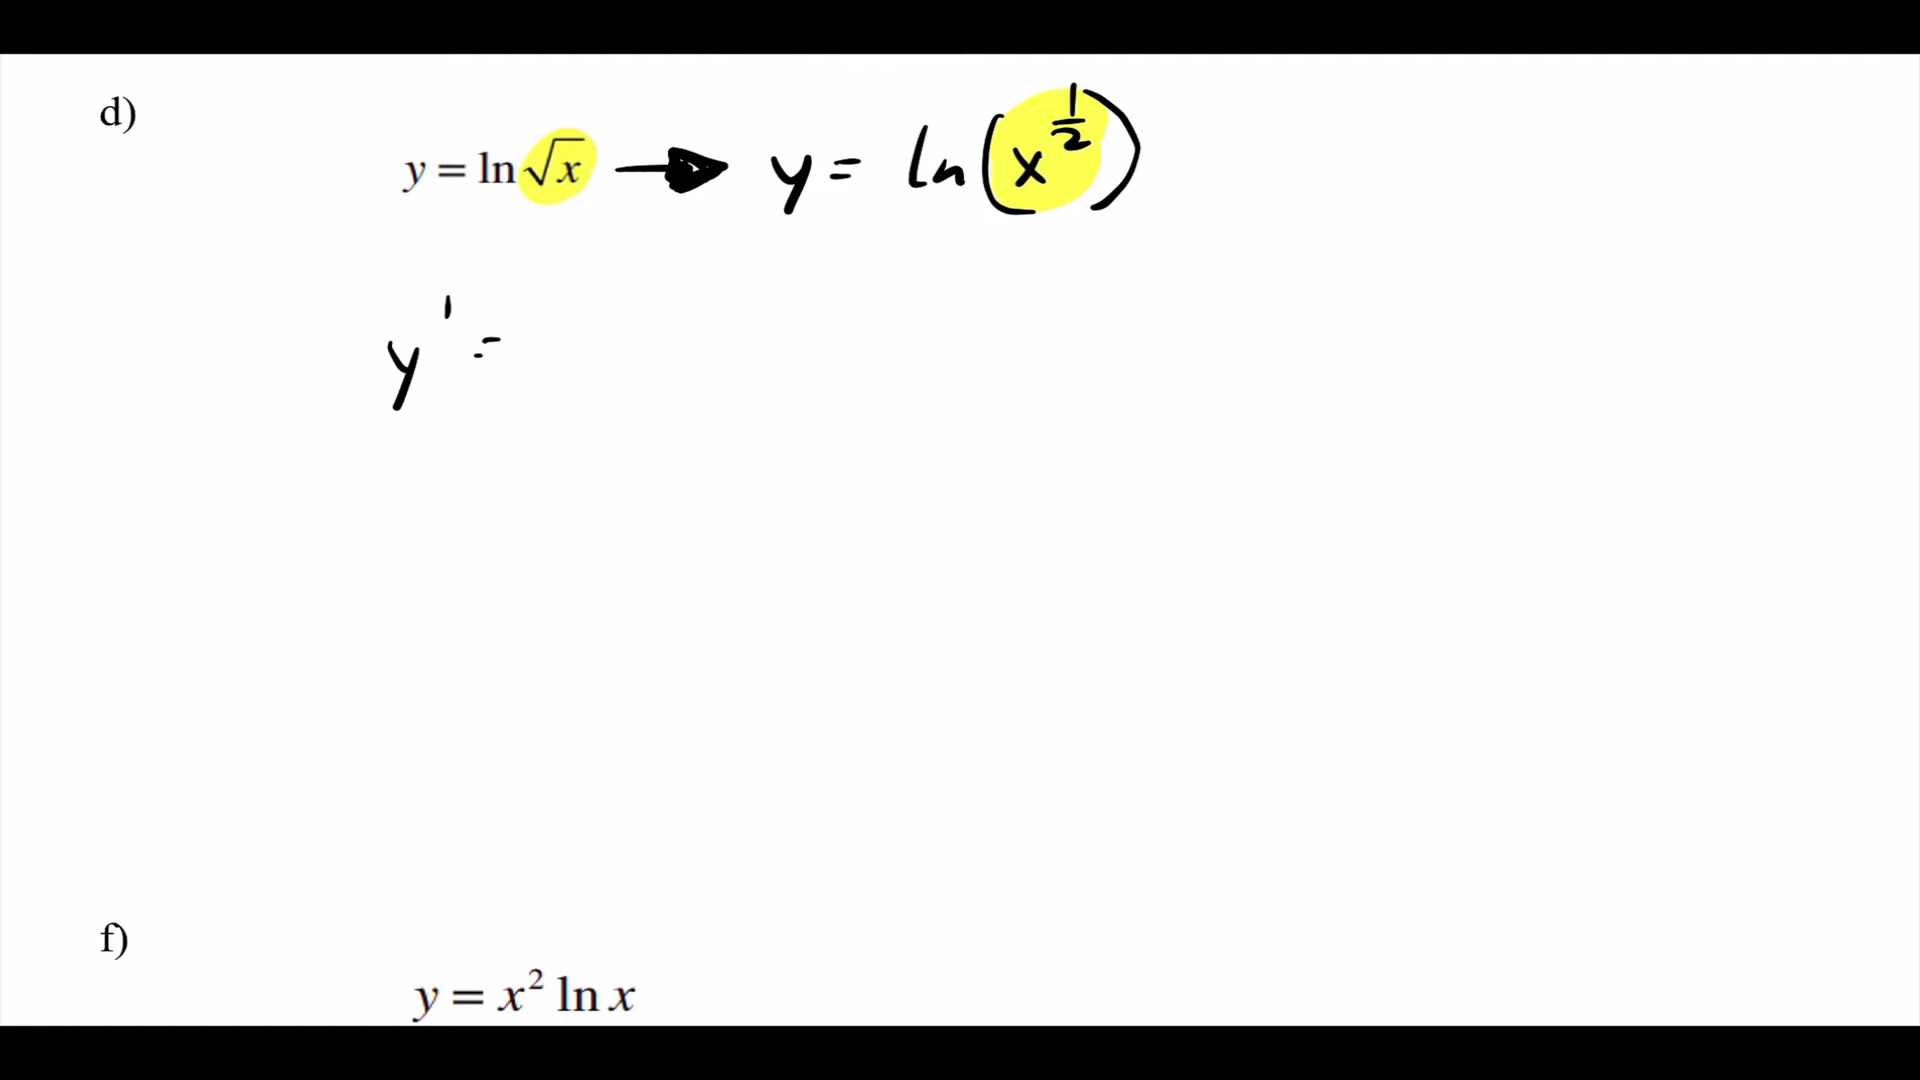 d)
y = ln √x → y = ln(x^{1/2})
y' =
f)
y = x² ln x